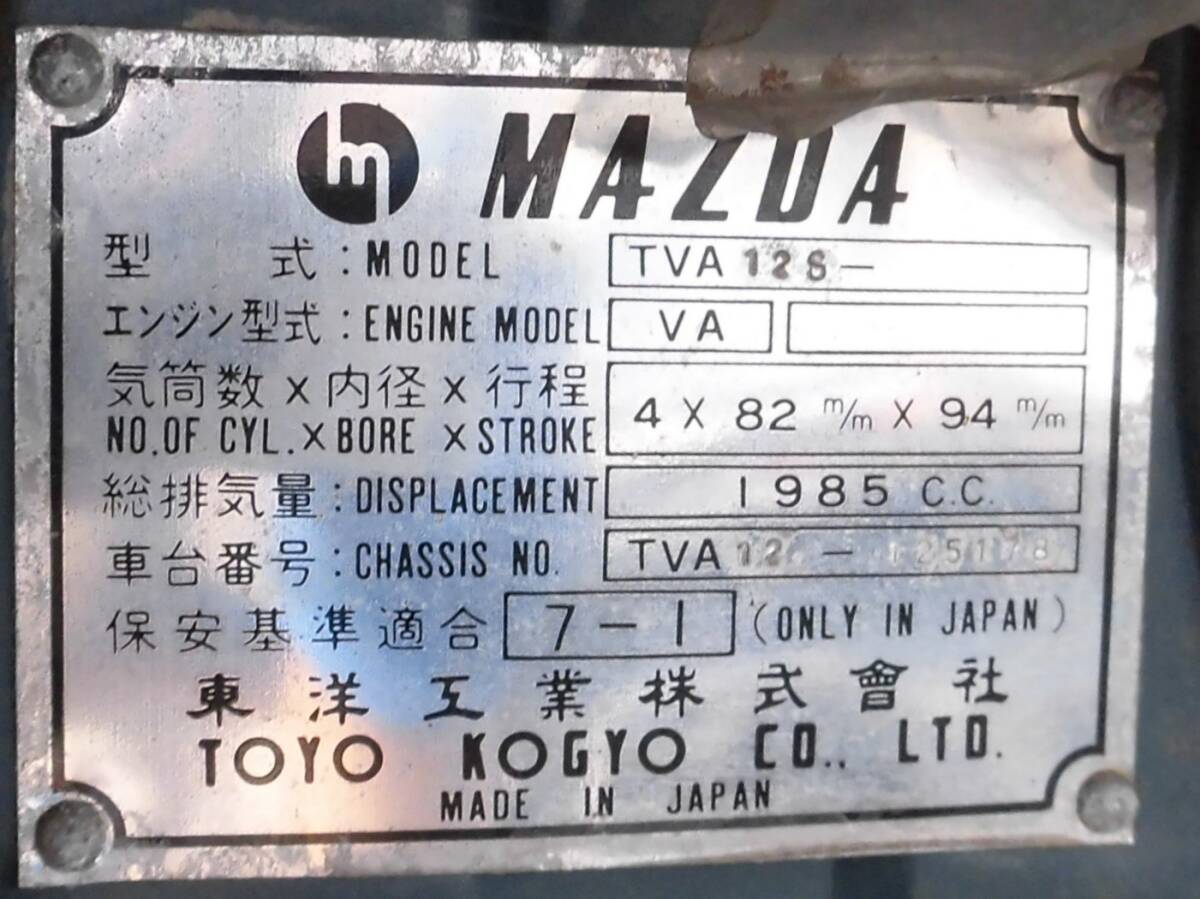 MAZDA
型式:MODEL TVA 12S-
エンジン型式:ENGINE MODEL VA
気筒数×内径×行程
NO. OF CYL.×BORE ×STROKE 4 X 82 m/m X 94 m/m
総排気量:DISPLACEMENT 1985 C.C.
車台番号:CHASSIS NO. TVA 12 -
保安基準適合 7-1 (ONLY IN JAPAN)
東洋工業株式會社
TOYO KOGYO CO., LTD.
MADE IN JAPAN